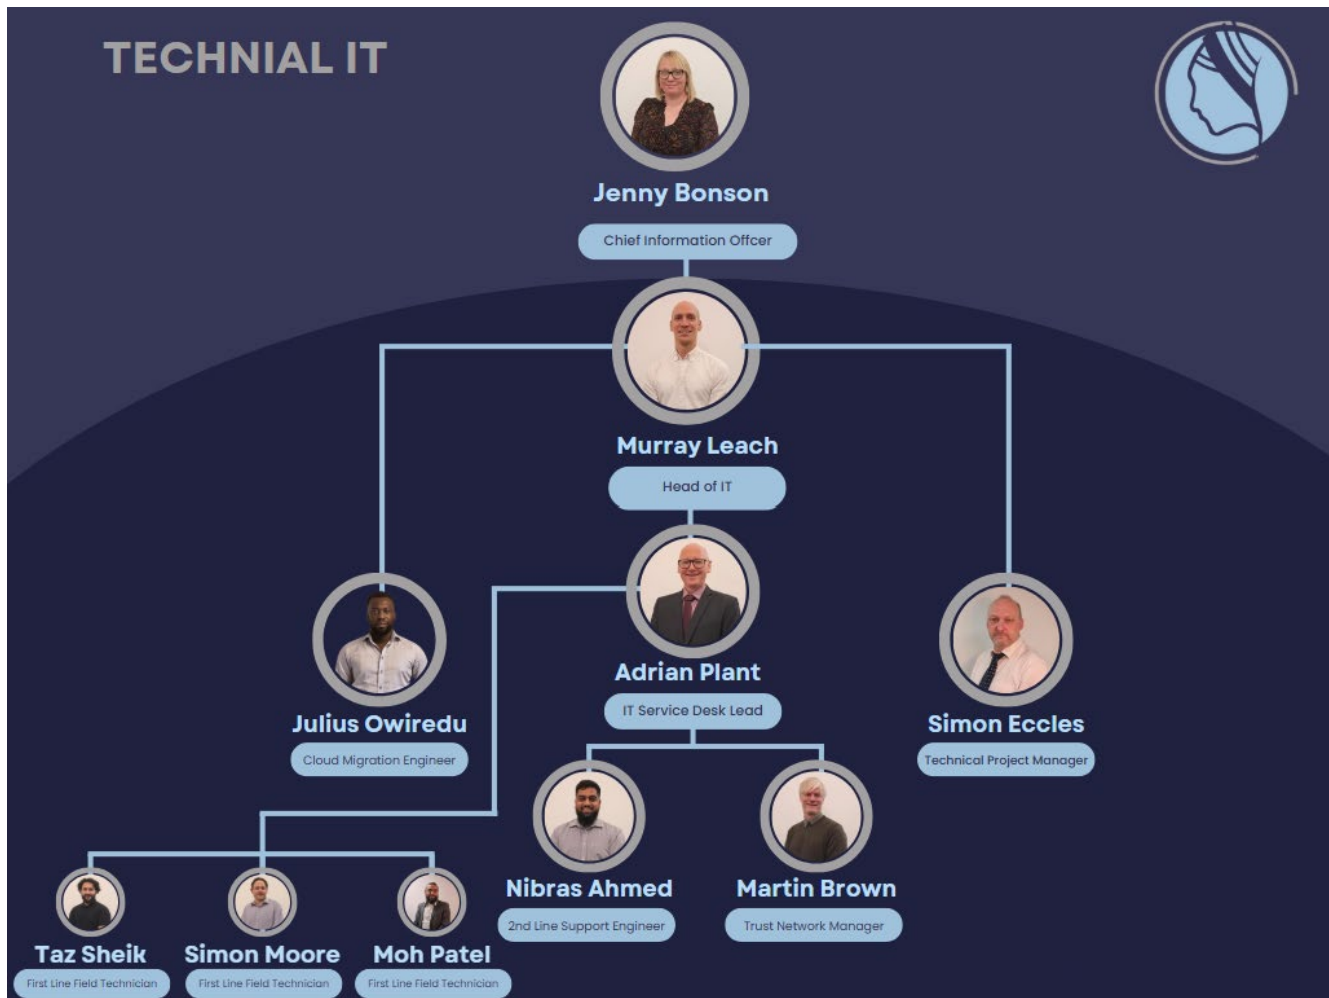 TECHNIAL IT
Jenny Bonson
Chief Information Offcer
Murray Leach
Head of IT
Adrian Plant
IT Service Desk Lead
Julius Owiredu
Cloud Migration Engineer
Simon Eccles
Technical Project Manager
Nibras Ahmed
2nd Line Support Engineer
Martin Brown
Trust Network Manager
Taz Sheik
First Line Field Technician
Simon Moore
First Line Field Technician
Moh Patel
First Line Field Technician